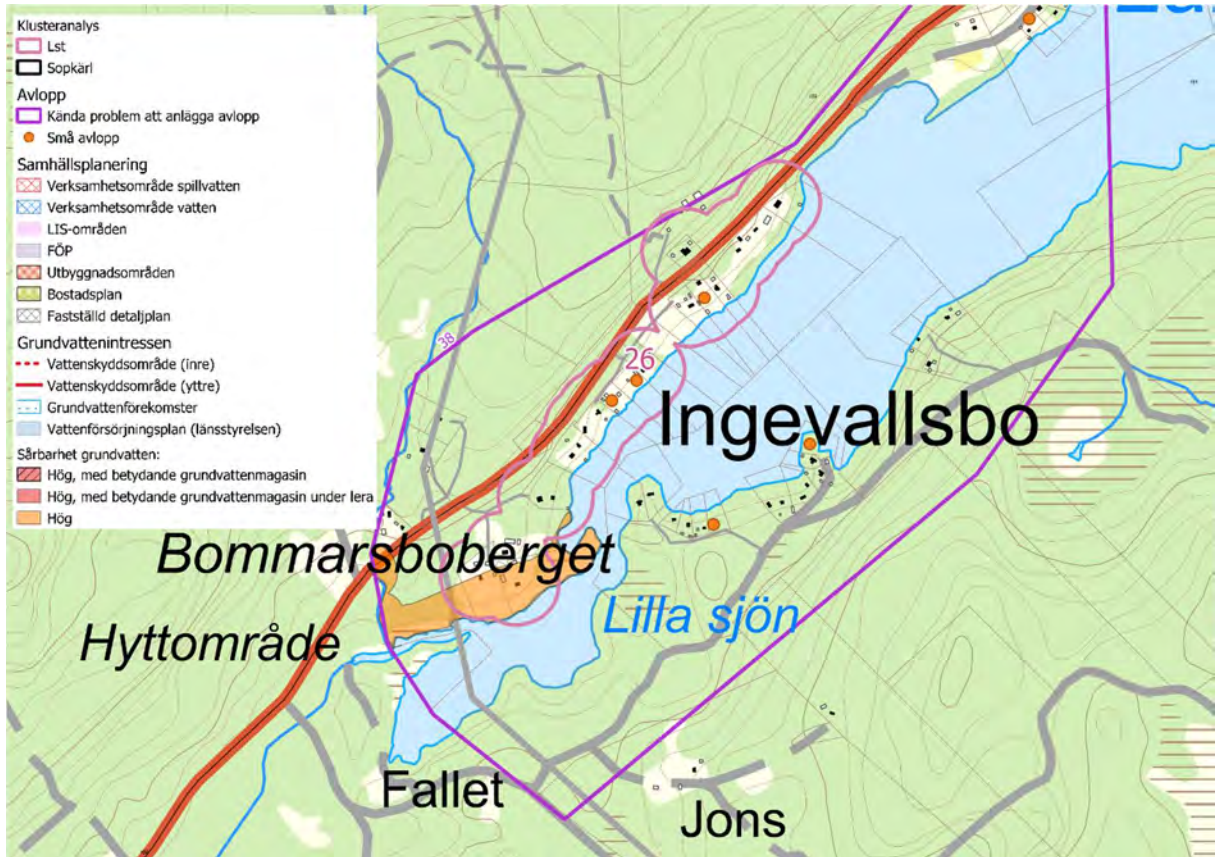 Klusteranalys
Lst
Sopkärl
Avlopp
Kända problem att anlägga avlopp
Små avlopp
Samhällsplanering
Verksamhetsområde spillvatten
Verksamhetsområde vatten
LIS-områden
FÖP
Utbyggnadsområden
Bostadsplan
Fastställd detaljplan
Grundvattenintressen
Vattenskyddsområde (inre)
Vattenskyddsområde (yttre)
Grundvattenförekomster
Vattenförsörjningsplan (länsstyrelsen)
Sårbarhet grundvatten:
Hög, med betydande grundvattenmagasin
Hög, med betydande grundvattenmagasin under lera
Hög
38
26
Ingevallsbo
Bommarsboberget
Lilla sjön
Hyttområde
Fallet
Jons